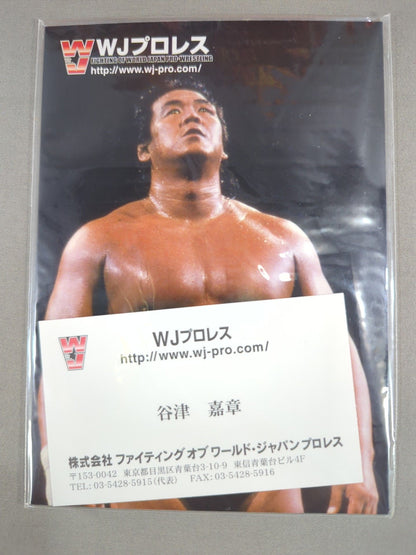 WJ
WJプロレス
FIGHTING OF WORLD JAPAN PRO-WRESTLING
http://www.wj-pro.com/
WJ
WJプロレス
http://www.wj-pro.com/
谷津 嘉章
株式会社 ファイティング オブ ワールド・ジャパン プロレス
〒153-0042 東京都目黒区青葉台3-10-9 東信青葉台ビル4F
TEL: 03-5428-5915(代表) FAX: 03-5428-5916